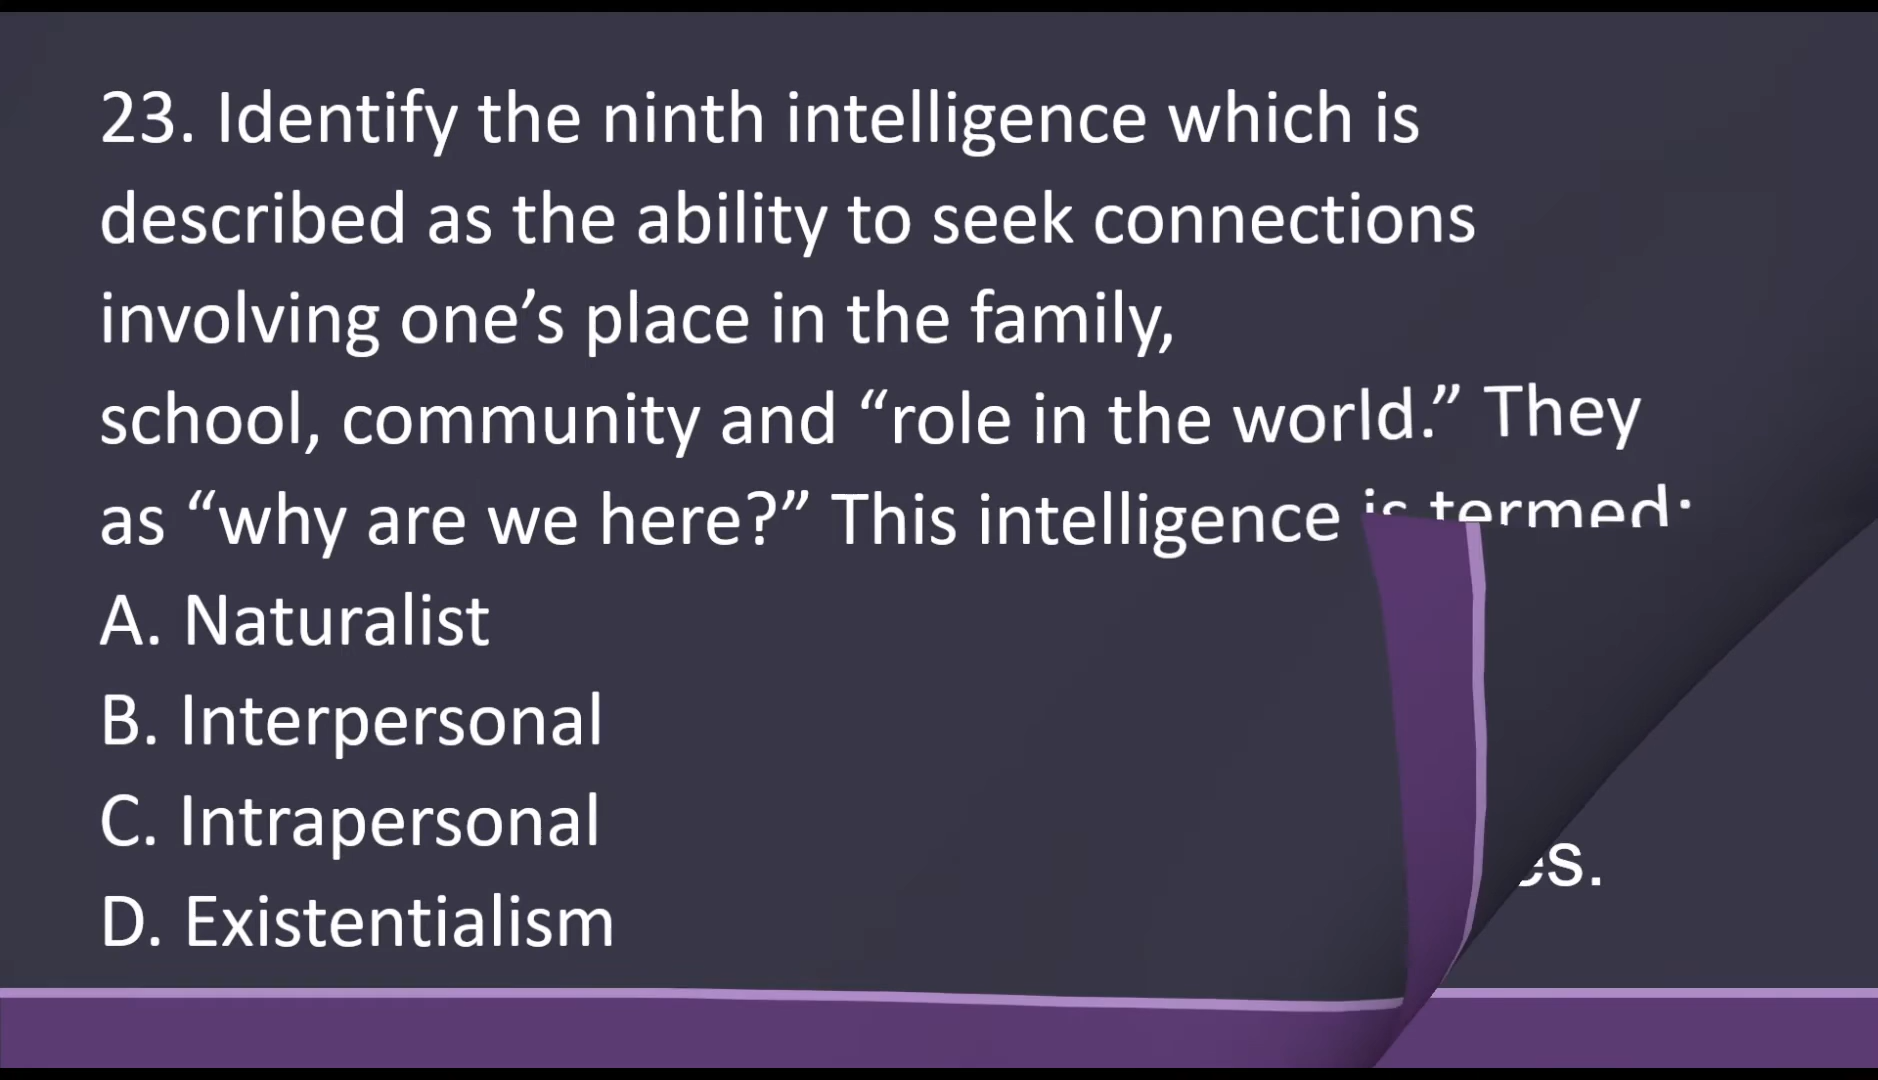 23. Identify the ninth intelligence which is
described as the ability to seek connections
involving one’s place in the family,
school, community and “role in the world.” They
as “why are we here?” This intelligence is termed:
A. Naturalist
B. Interpersonal
C. Intrapersonal
D. Existentialism